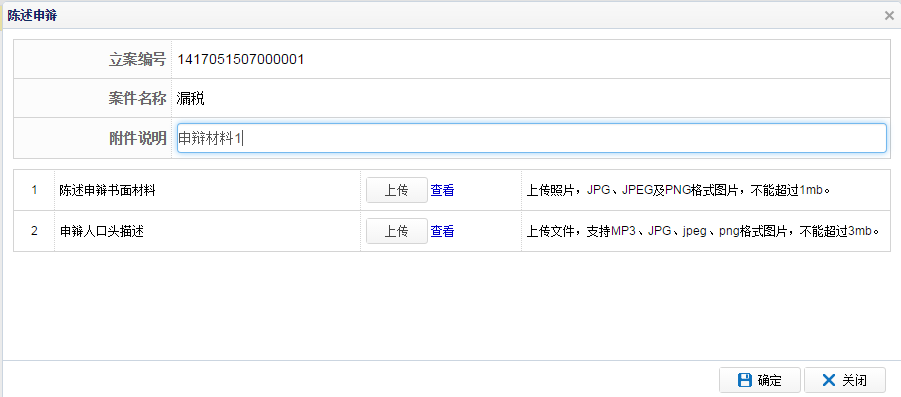 陈述申辩
立案编号 1417051507000001
案件名称 漏税
附件说明 申辩材料1
1 陈述申辩书面材料 上传 查看 上传照片，JPG、JPEG及PNG格式图片，不能超过1mb。
2 申辩人口头描述 上传 查看 上传文件，支持MP3、JPG、jpeg、png格式图片，不能超过3mb。
确定 关闭